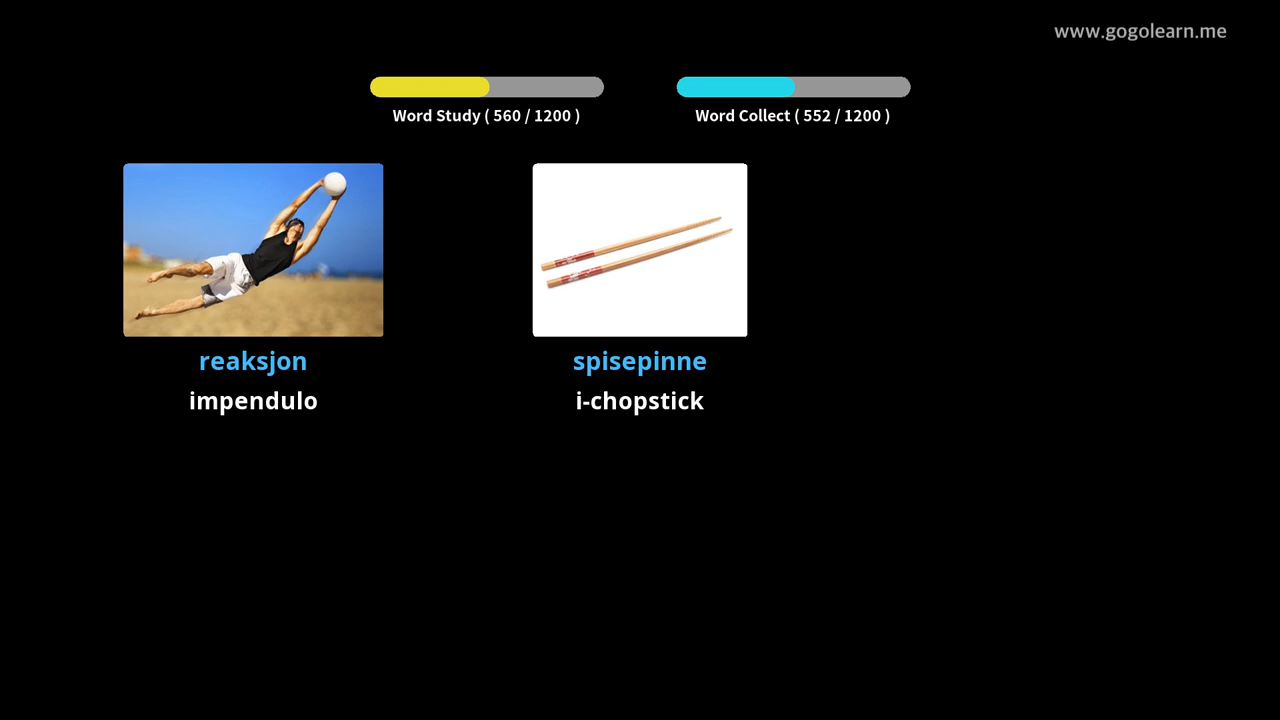 www.gogolearn.me
Word Study ( 560 / 1200 )
Word Collect ( 552 / 1200 )
reaksjon
impendulo
spisepinne
i-chopstick